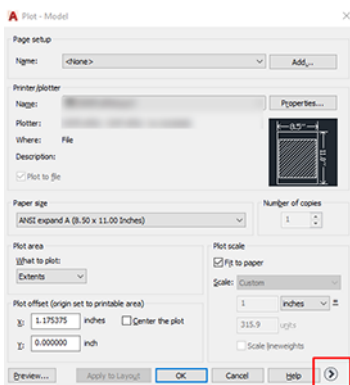 Plot - Model
Page setup
Name: <None> Add...
Printer/plotter
Name: Properties...
Plotter:
Where: File
Description:
Plot to file
8.5"
11.0"
Paper size
ANSI expand A (8.50 x 11.00 Inches)
Number of copies
1
Plot area
What to plot:
Extents
Plot scale
Fit to paper
Scale: Custom
1 inches =
315.9 units
Scale lineweights
Plot offset (origin set to printable area)
X: 1.175375 inches Center the plot
Y: 0.000000 inch
Preview... Apply to Layout OK Cancel Help